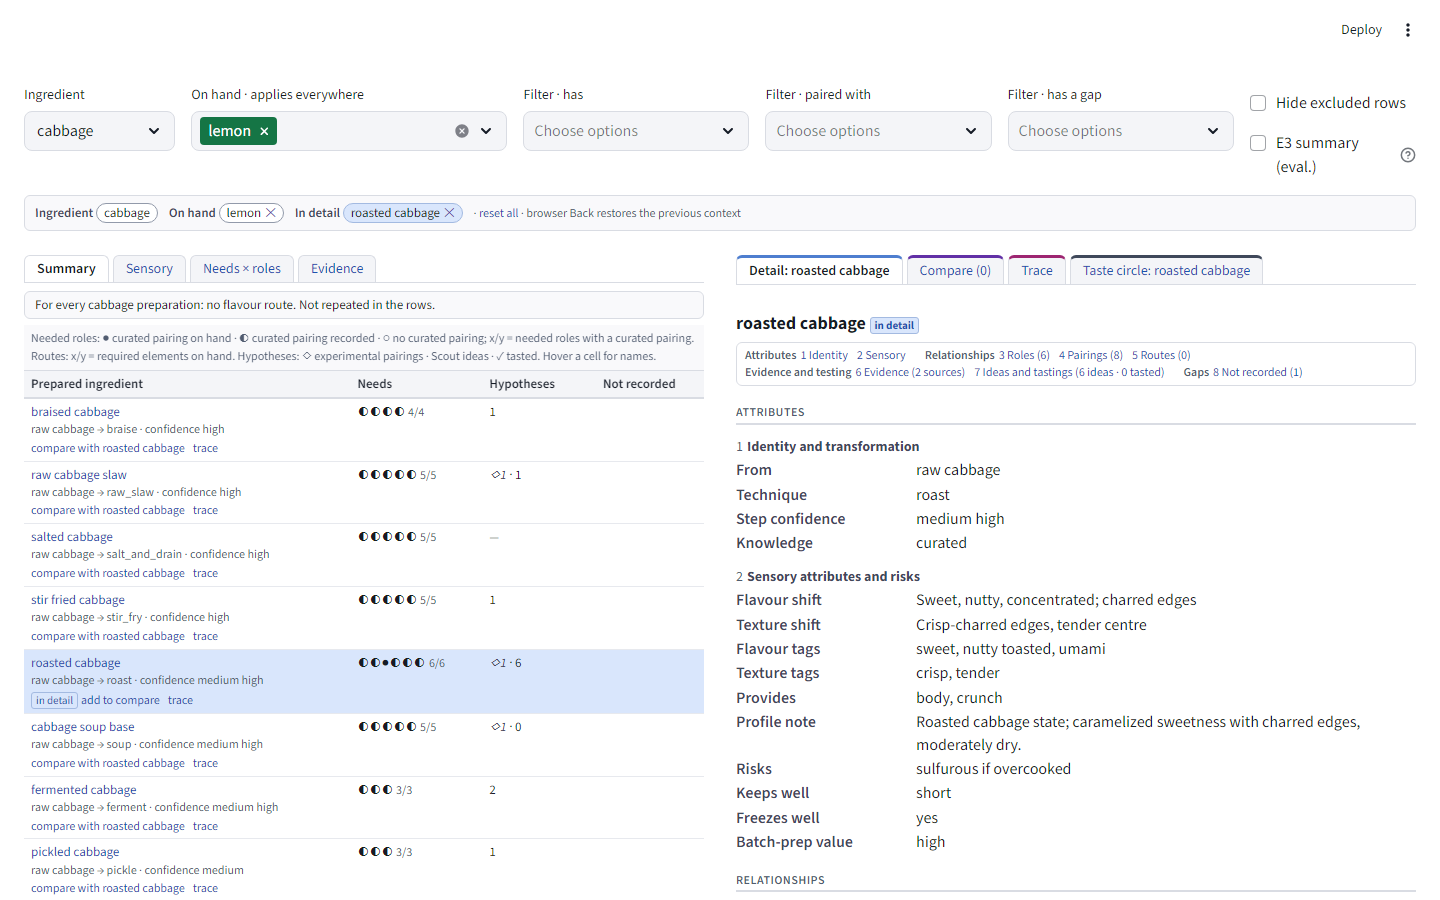 Deploy
Ingredient
On hand · applies everywhere
Filter · has
Filter · paired with
Filter · has a gap
cabbage
lemon ×
Choose options
Choose options
Choose options
Hide excluded rows
E3 summary
(eval.)
Ingredient cabbage On hand lemon × In detail roasted cabbage × · reset all · browser Back restores the previous context
Summary
Sensory
Needs × roles
Evidence
For every cabbage preparation: no flavour route. Not repeated in the rows.
Needed roles: ● curated pairing on hand · ◐ curated pairing recorded · ○ no curated pairing; x/y = needed roles with a curated pairing.
Routes: x/y = required elements on hand. Hypotheses: ◇ experimental pairings · Scout ideas · ✓ tasted. Hover a cell for names.
Prepared ingredient Needs Hypotheses Not recorded
braised cabbage ◐◐◐◐ 4/4 1
raw cabbage → braise · confidence high
compare with roasted cabbage trace
raw cabbage slaw ◐◐◐◐◐ 5/5 ◇1 · 1
raw cabbage → raw_slaw · confidence high
compare with roasted cabbage trace
salted cabbage ◐◐◐◐◐ 5/5 —
raw cabbage → salt_and_drain · confidence high
compare with roasted cabbage trace
stir fried cabbage ◐◐◐◐◐ 5/5 1
raw cabbage → stir_fry · confidence high
compare with roasted cabbage trace
roasted cabbage ◐◐●◐◐◐ 6/6 ◇1 · 6
raw cabbage → roast · confidence medium high
in detail add to compare trace
cabbage soup base ◐◐◐◐◐ 5/5 ◇1 · 0
raw cabbage → soup · confidence medium high
compare with roasted cabbage trace
fermented cabbage ◐◐◐ 3/3 2
raw cabbage → ferment · confidence medium high
compare with roasted cabbage trace
pickled cabbage ◐◐◐ 3/3 1
raw cabbage → pickle · confidence medium
compare with roasted cabbage trace
Detail: roasted cabbage
Compare (0)
Trace
Taste circle: roasted cabbage
roasted cabbage in detail
Attributes 1 Identity 2 Sensory Relationships 3 Roles (6) 4 Pairings (8) 5 Routes (0)
Evidence and testing 6 Evidence (2 sources) 7 Ideas and tastings (6 ideas · 0 tasted) Gaps 8 Not recorded (1)
ATTRIBUTES
1 Identity and transformation
From raw cabbage
Technique roast
Step confidence medium high
Knowledge curated
2 Sensory attributes and risks
Flavour shift Sweet, nutty, concentrated; charred edges
Texture shift Crisp-charred edges, tender centre
Flavour tags sweet, nutty toasted, umami
Texture tags crisp, tender
Provides body, crunch
Profile note Roasted cabbage state; caramelized sweetness with charred edges,
moderately dry.
Risks sulfurous if overcooked
Keeps well short
Freezes well yes
Batch-prep value high
RELATIONSHIPS